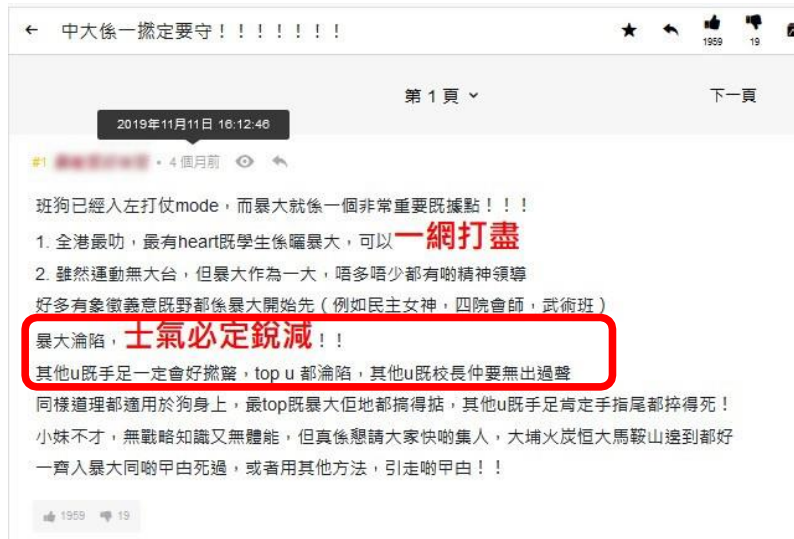 ← 中大係一撚定要守!!!!!!!
1959 19
第 1 頁
下一頁
2019年11月11日 16:12:46
#1 • 4 個月前
班狗已經入左打仗mode,而暴大就係一個非常重要既據點!!!
1. 全港最叻,最有heart既學生係曬暴大,可以一網打盡
2. 雖然運動無大台,但暴大作為一大,唔多唔少都有啲精神領導
好多有象徵義意既野都係暴大開始先(例如民主女神,四院會師,武術班)
暴大淪陷,士氣必定銳減!!
其他u既手足一定會好撚驚,top u 都淪陷,其他u既校長仲要無出過聲
同樣道理都適用於狗身上,最top既暴大佢地都搞得掂,其他u既手足肯定手指尾都捽得死!
小妹不才,無戰略知識又無體能,但真係懇請大家快啲集人,大埔火炭恒大馬鞍山邊到都好
一齊入暴大同啲曱甴死過,或者用其他方法,引走啲曱甴!!
1959 19